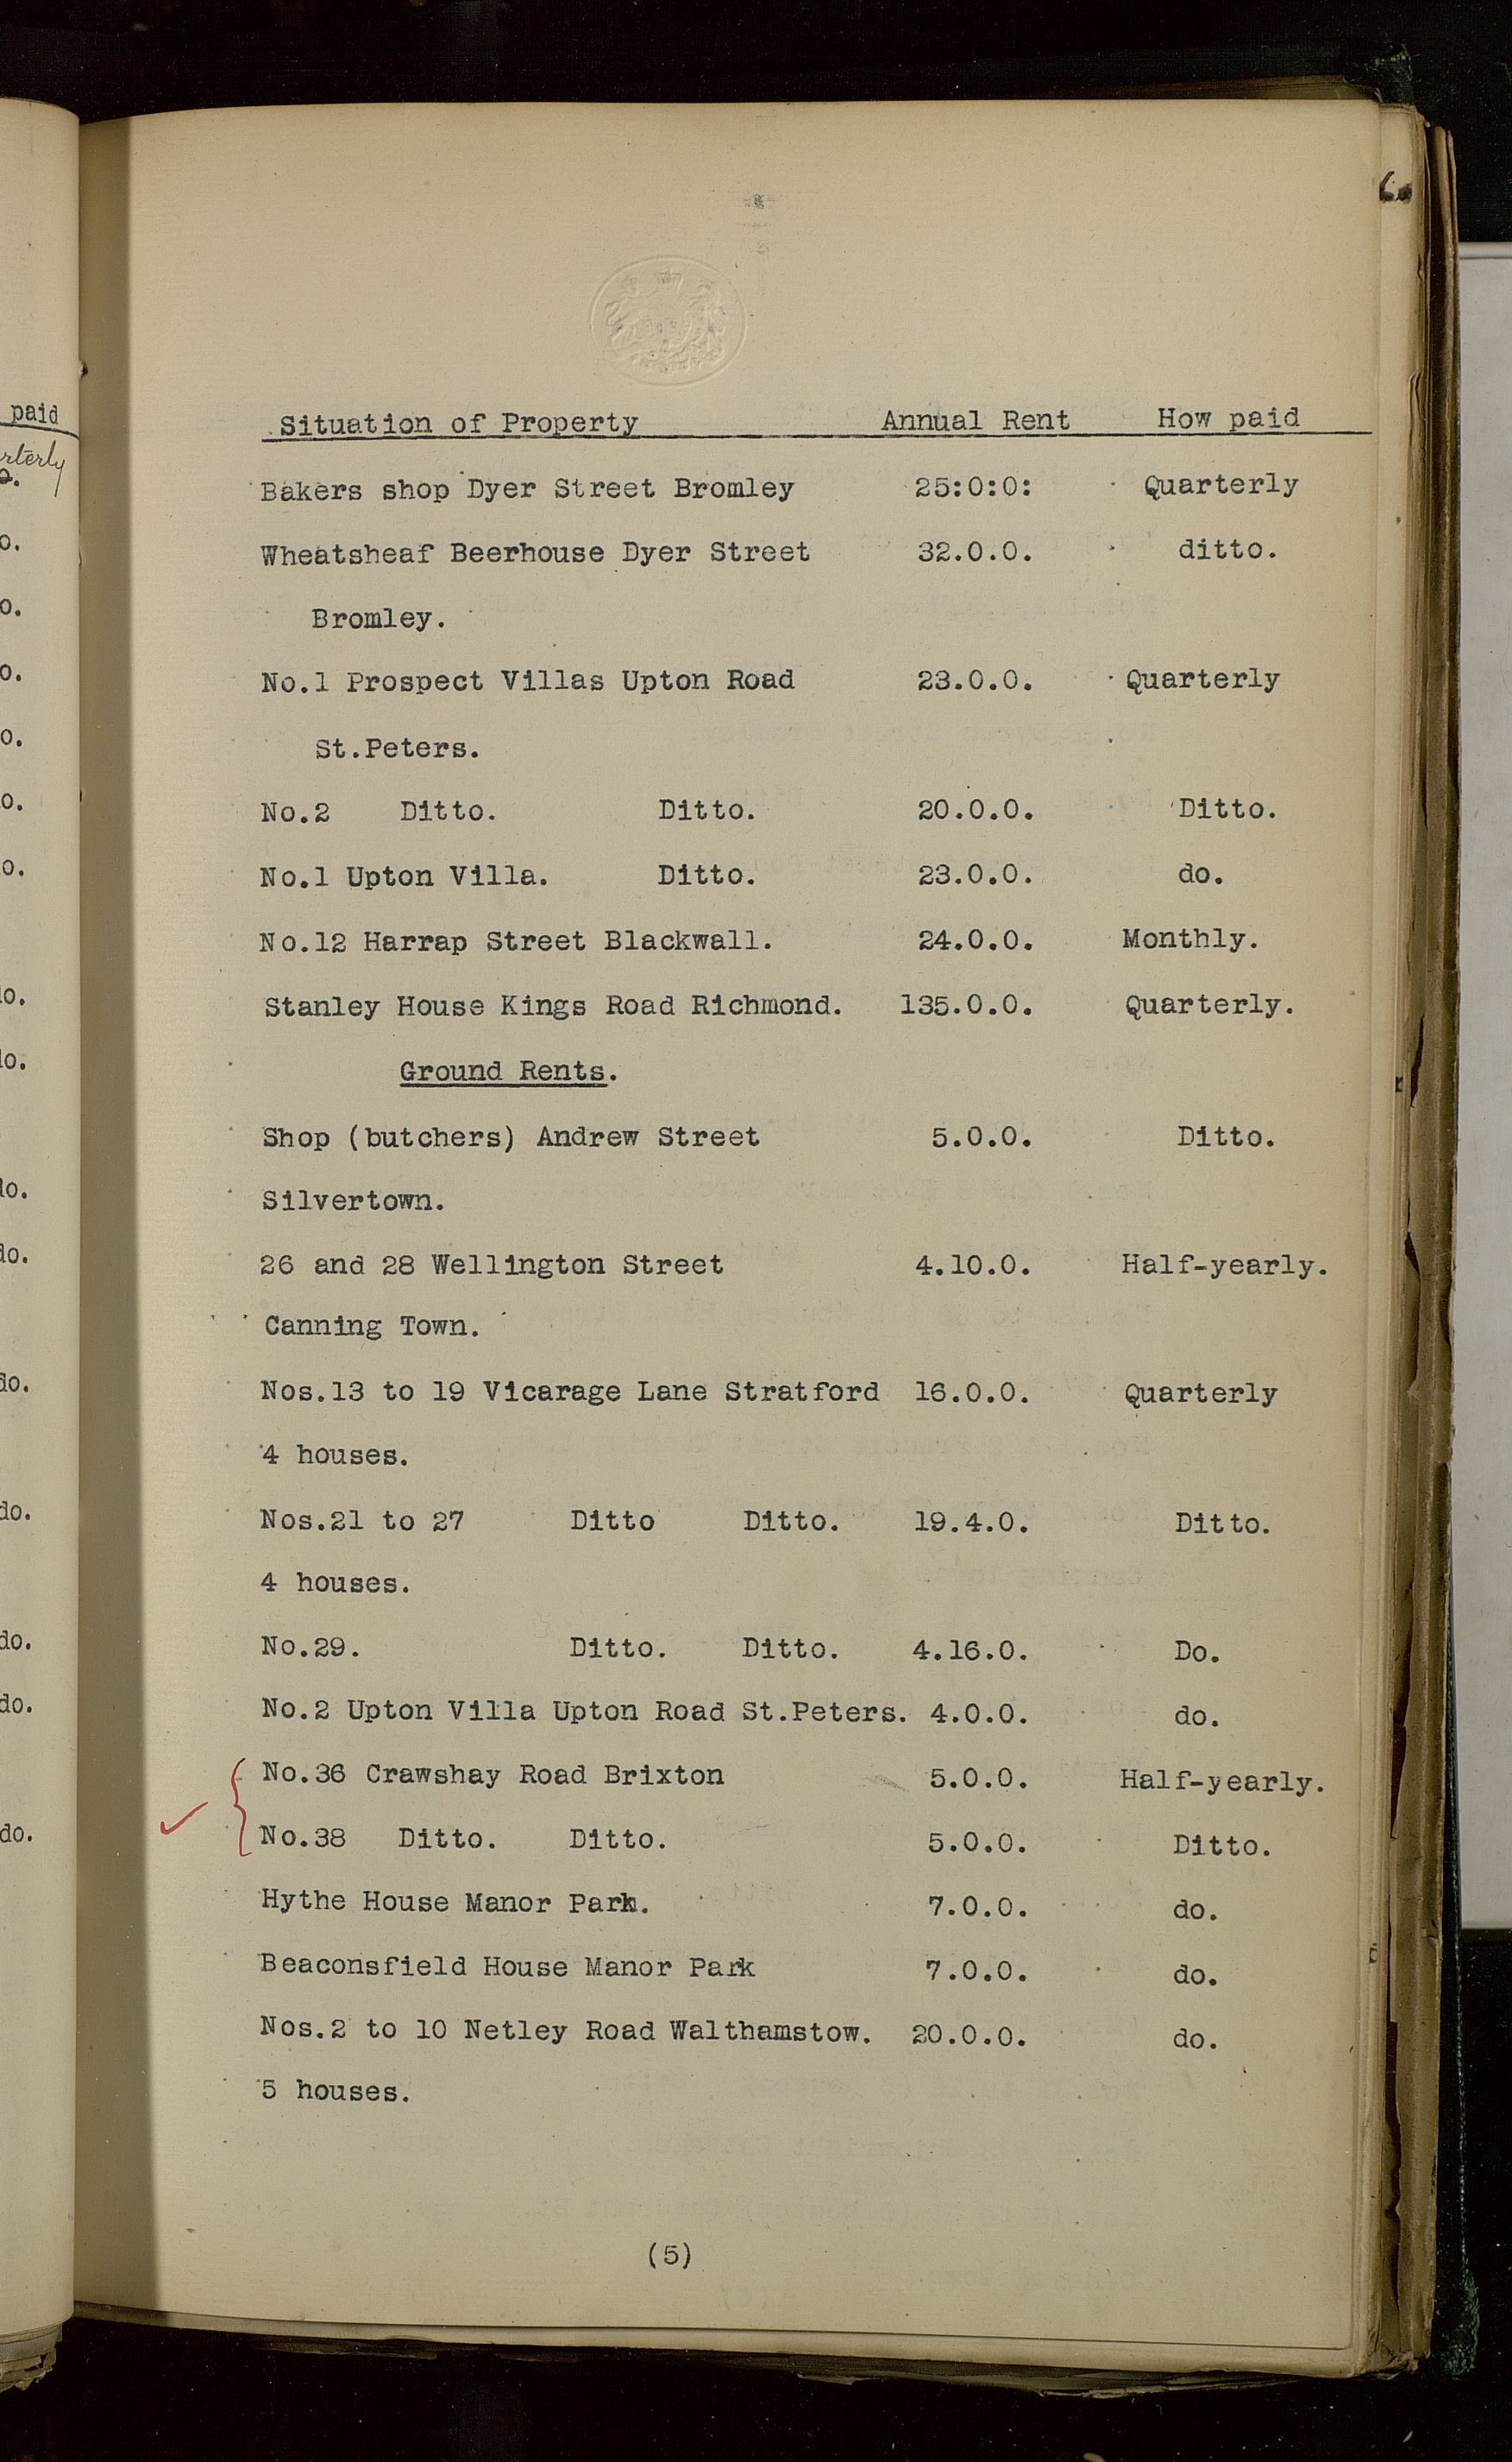 Situation of Property Annual Rent How paid
Bakers shop Dyer Street Bromley 25:0:0: Quarterly
Wheatsheaf Beerhouse Dyer Street 32.0.0. ditto.
Bromley.
No.1 Prospect Villas Upton Road 23.0.0. Quarterly
St.Peters.
No.2 Ditto. Ditto. 20.0.0. Ditto.
No.1 Upton Villa. Ditto. 23.0.0. do.
No.12 Harrap Street Blackwall. 24.0.0. Monthly.
Stanley House Kings Road Richmond. 135.0.0. Quarterly.
Ground Rents.
Shop (butchers) Andrew Street 5.0.0. Ditto.
Silvertown.
26 and 28 Wellington Street 4.10.0. Half-yearly.
Canning Town.
Nos.13 to 19 Vicarage Lane Stratford 16.0.0. Quarterly
4 houses.
Nos.21 to 27 Ditto Ditto. 19.4.0. Ditto.
4 houses.
No.29. Ditto. Ditto. 4.16.0. Do.
No.2 Upton Villa Upton Road St.Peters. 4.0.0. do.
No.36 Crawshay Road Brixton 5.0.0. Half-yearly.
No.38 Ditto. Ditto. 5.0.0. Ditto.
Hythe House Manor Park. 7.0.0. do.
Beaconsfield House Manor Park 7.0.0. do.
Nos.2 to 10 Netley Road Walthamstow. 20.0.0. do.
5 houses.
(5)